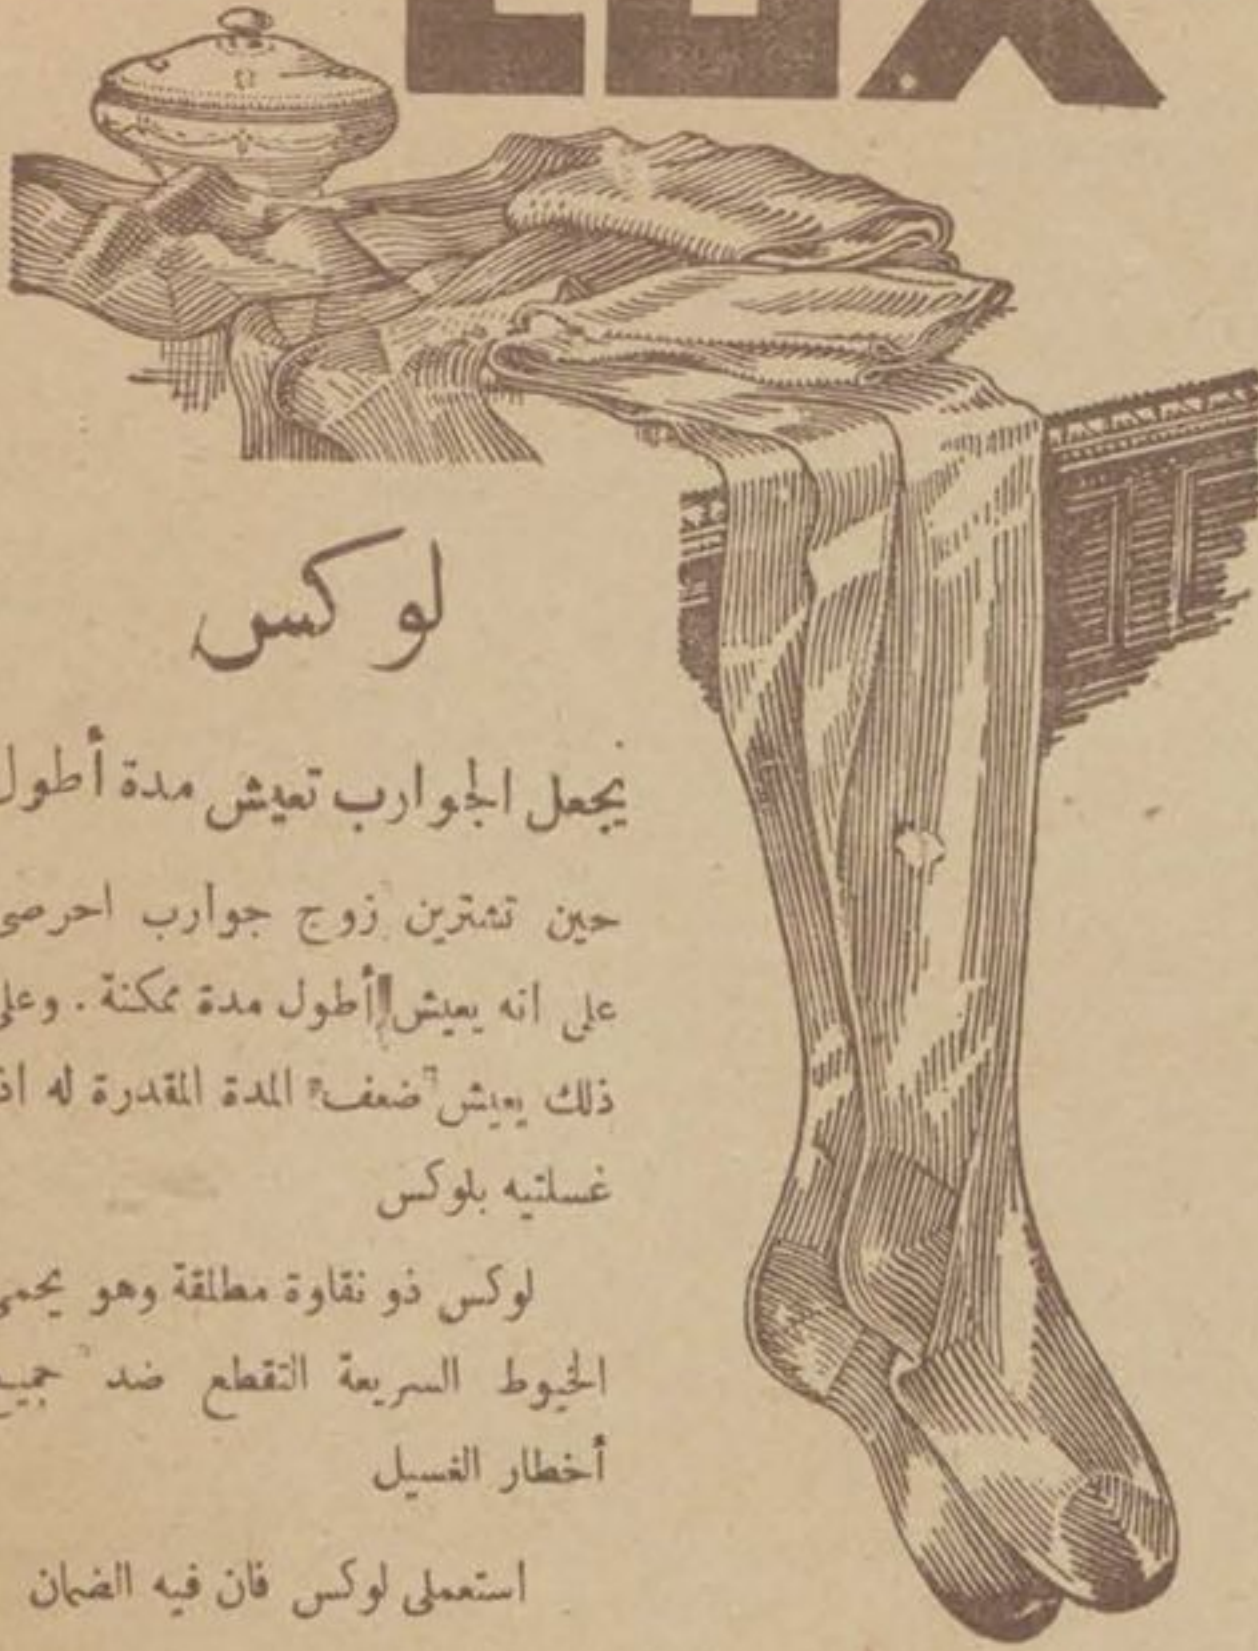 LUX
لوكس
يجعل الجوارب تعيش مدة أطول
حين تشترين زوج جوارب احرصي
على انه يعيش أطول مدة ممكنة . وعلى
ذلك يعيش ضعف المدة المقدرة له اذ
غسلتيه بلوكس
لوكس ذو نقاوة مطلقة وهو يحمي
الخيوط السريعة التقطع ضد جميع
أخطار الغسيل
استعملي لوكس فان فيه الضمان